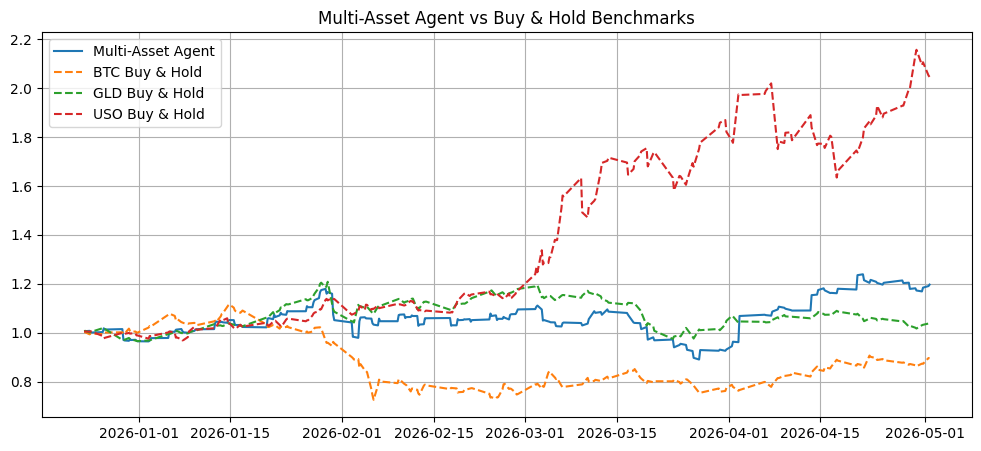 Multi-Asset Agent vs Buy & Hold Benchmarks
Multi-Asset Agent
BTC Buy & Hold
GLD Buy & Hold
USO Buy & Hold
2.2
2.0
1.8
1.6
1.4
1.2
1.0
0.8
2026-01-01 2026-01-15 2026-02-01 2026-02-15 2026-03-01 2026-03-15 2026-04-01 2026-04-15 2026-05-01